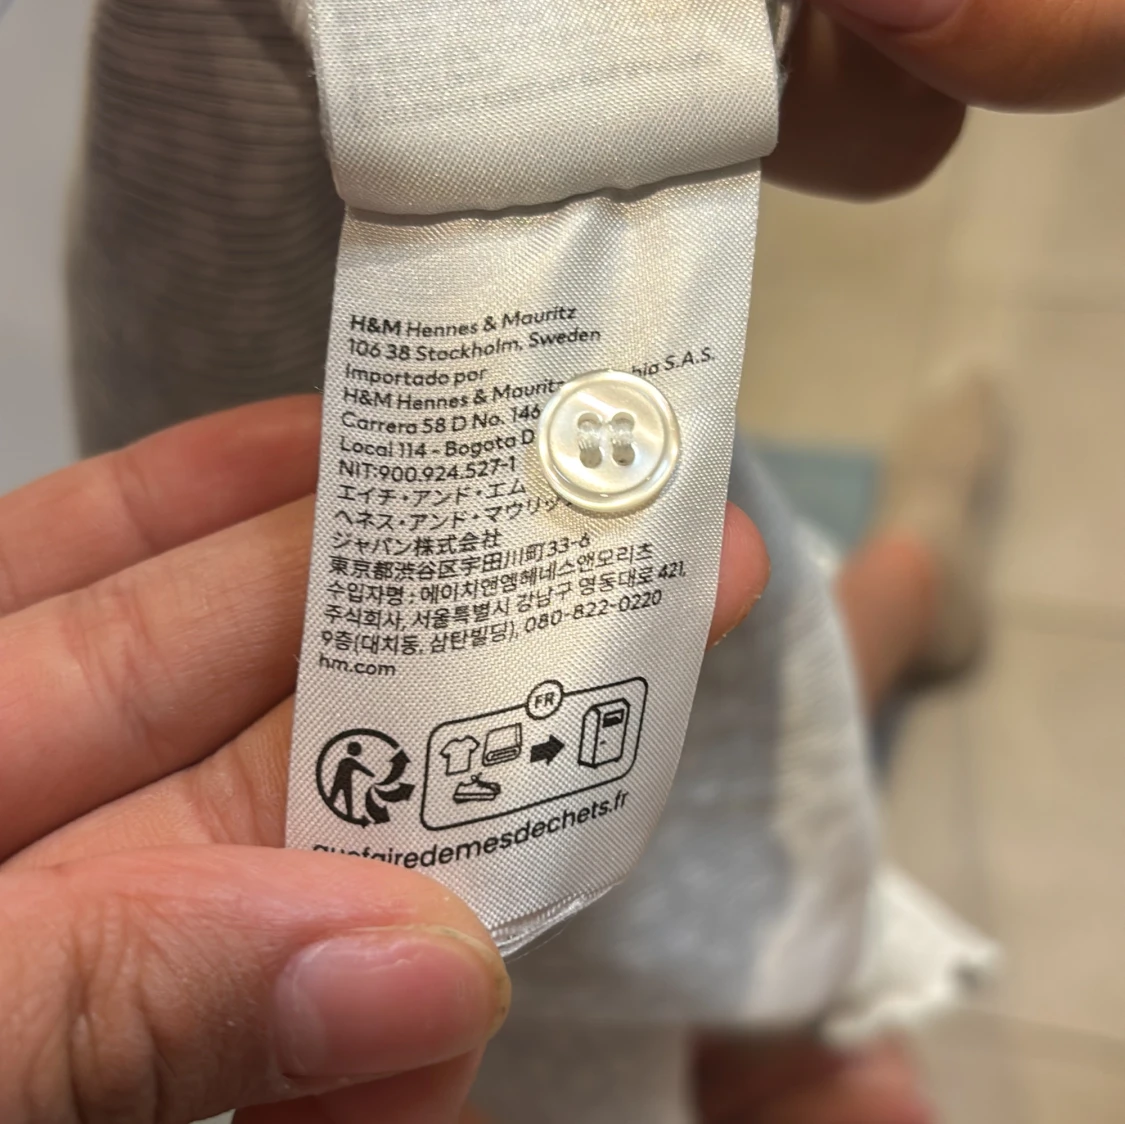 H&M Hennes & Mauritz
106 38 Stockholm, Sweden
Importado por
H&M Hennes & Mauritz bia S.A.S.
Carrera 58 D No. 146
Local 114 - Bogota D
NIT:900.924.527-1
エイチ・アンド・エム
ヘネス・アンド・マウリッ
ジャパン株式会社
東京都渋谷区宇田川町33-6
수입자명 : 에이치앤엠헤네스앤모리츠
주식회사, 서울특별시 강남구 영동대로 421,
9층(대치동, 삼탄빌딩), 080-822-0220
hm.com
FR
quefairedemesdechets.fr